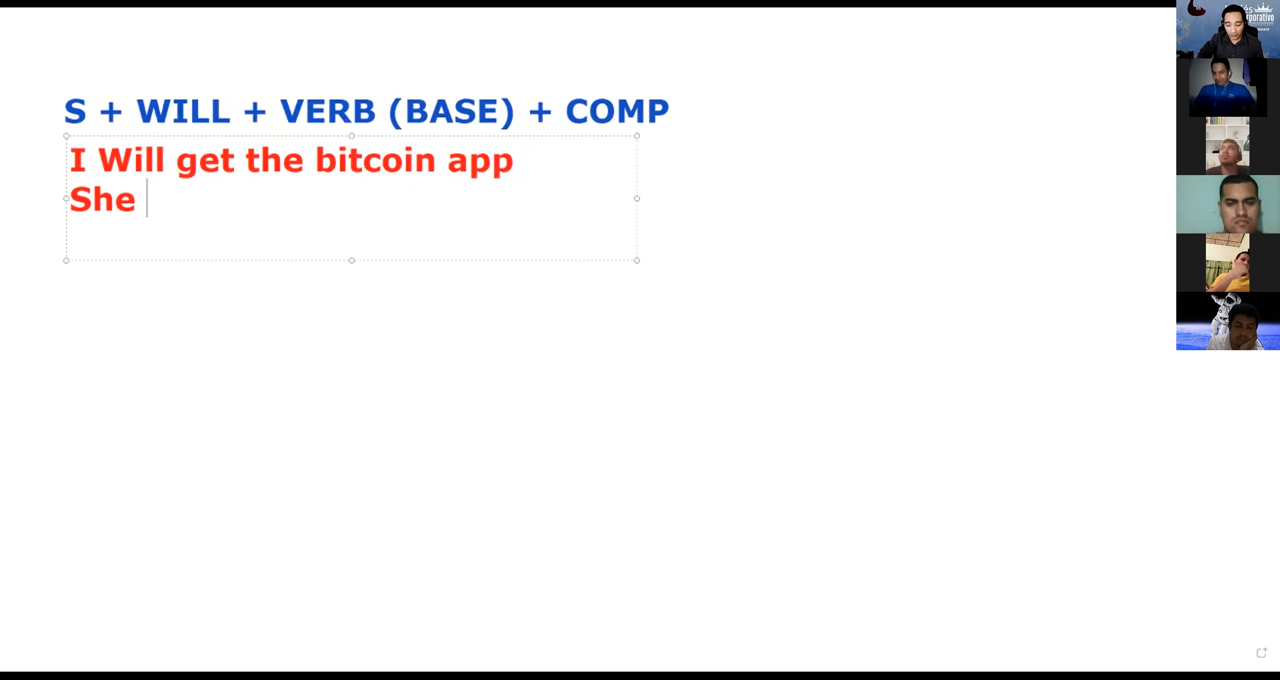 S + WILL + VERB (BASE) + COMP
I Will get the bitcoin app
She